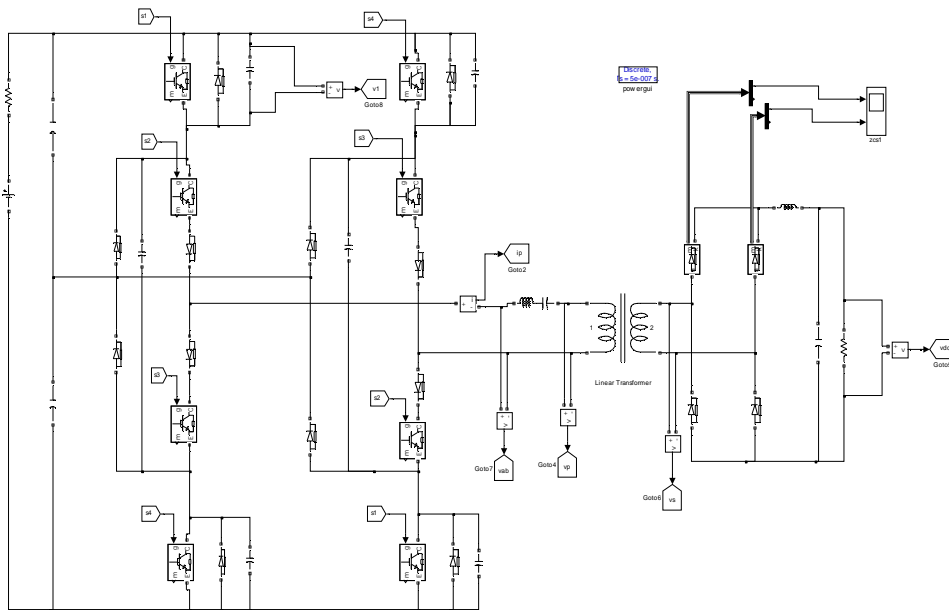 s1
s4
Discrete,
Ts = 5e-007 s.
powergui
v
v1
Goto8
s2
s3
zcs1
ip
Goto2
i
1
2
v
vdc
Linear Transformer
s3
s2
Goto7
vab
Goto4
vp
Goto6
vs
s4
s1